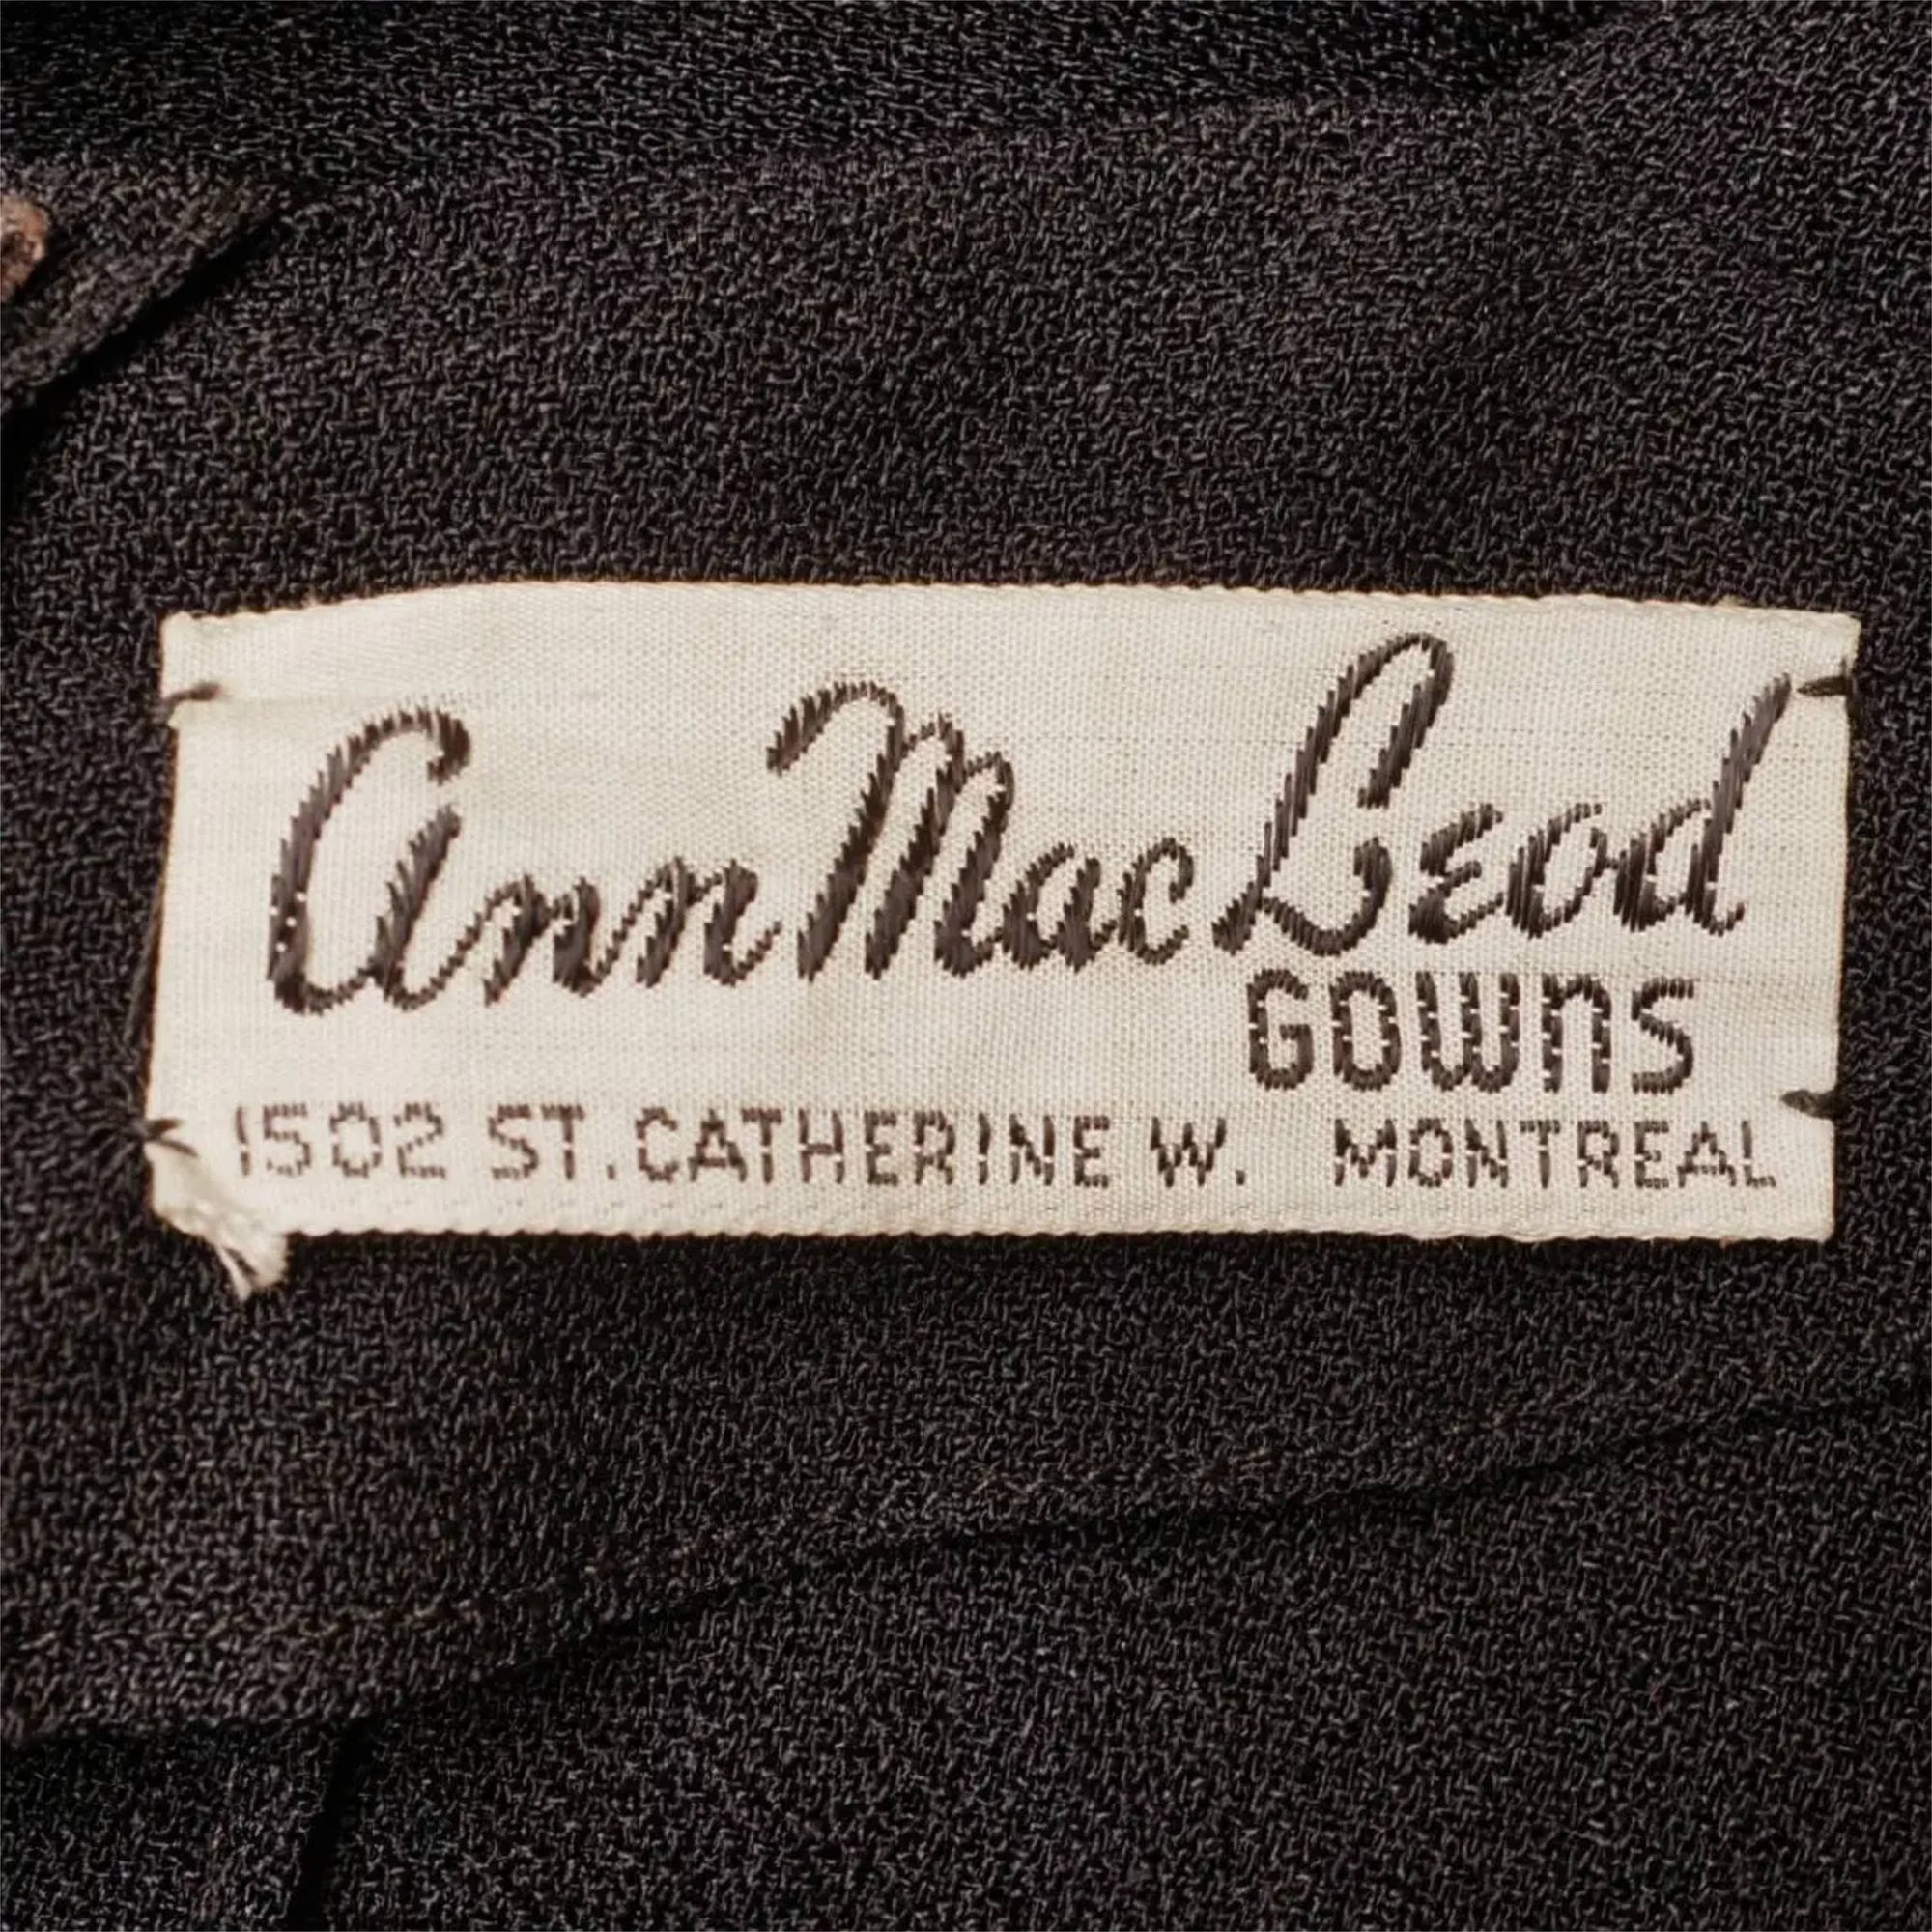 Ann MacLeod
GOWNS
1502 ST. CATHERINE W. MONTREAL